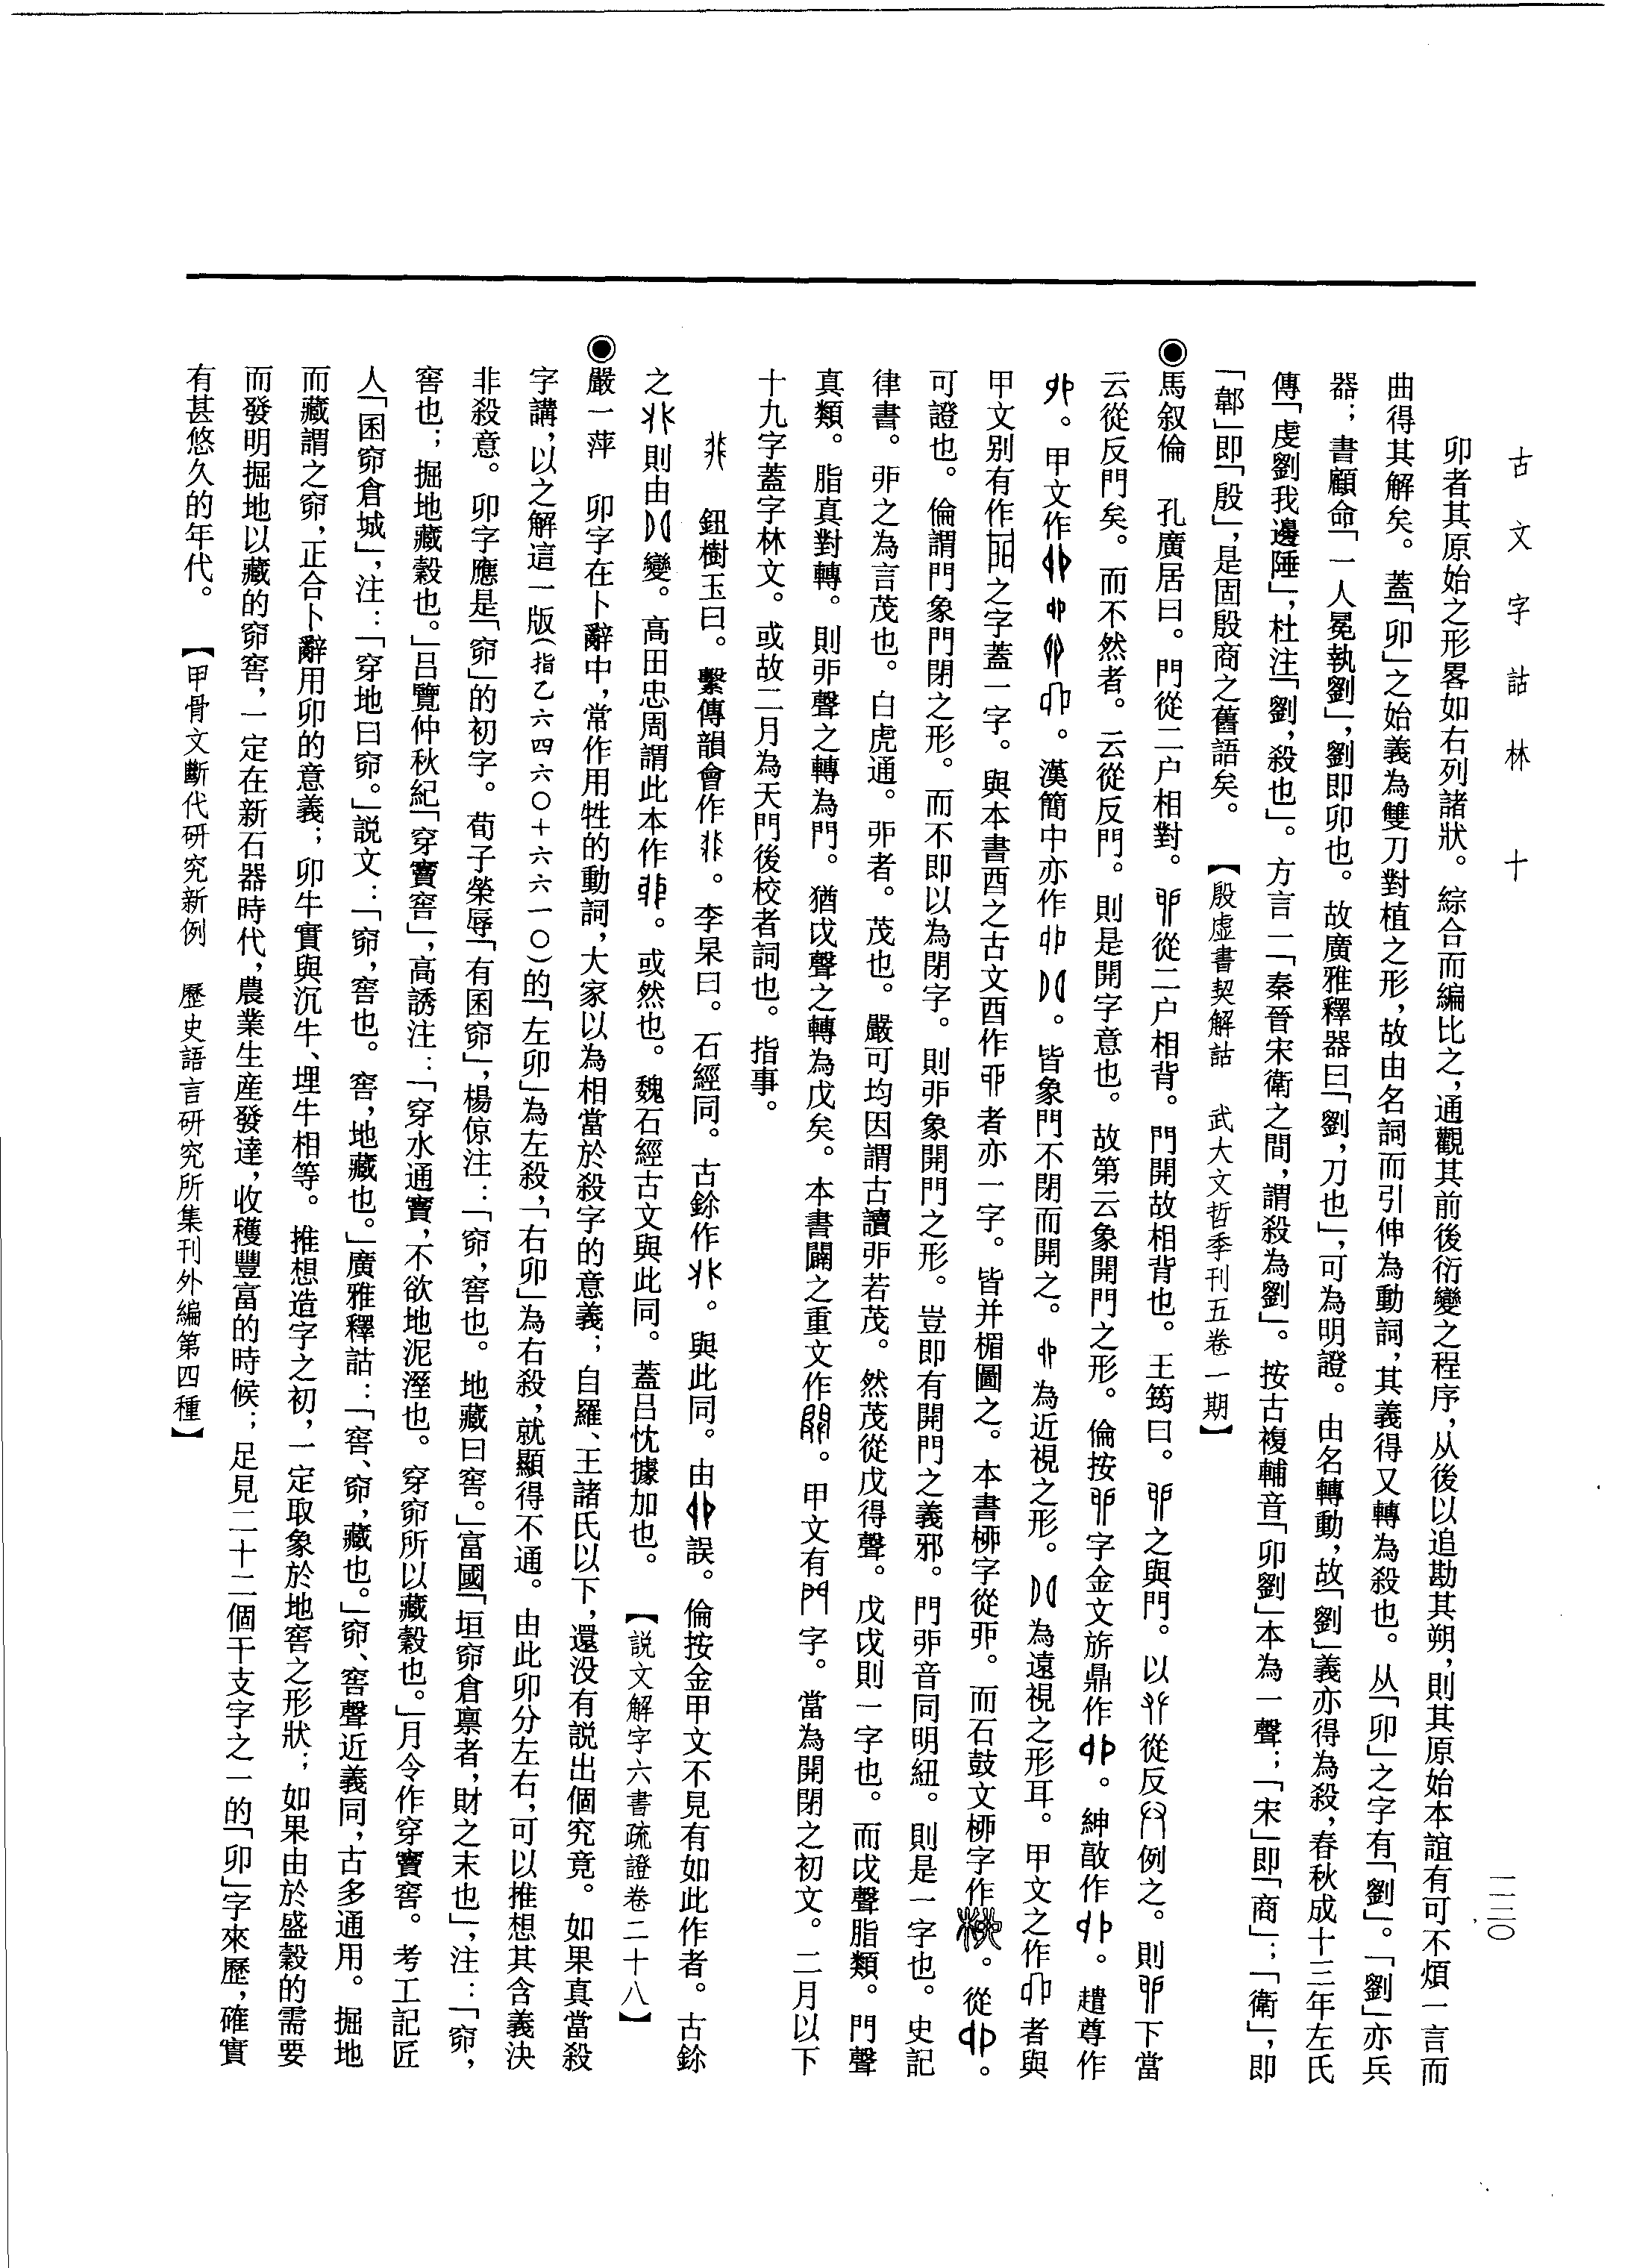 古文字詁林 十
一一三〇
卯者其原始之形畧如右列諸狀。綜合而編比之，通觀其前後衍變之程序，从後以追勘其朔，則其原始本誼有可不煩一言而
曲得其解矣。蓋「卯」之始義為雙刀對植之形，故由名詞而引伸為動詞，其義得又轉為殺也。从「卯」之字有「劉」。「劉」亦兵
器；書顧命「一人冕執劉」，劉即卯也。故廣雅釋器曰「劉，刀也」，可為明證。由名轉動，故「劉」義亦得為殺，春秋成十三年左氏
傳「虔劉我邊陲」，杜注「劉，殺也」。方言一「秦晉宋衛之間，謂殺為劉」。按古複輔音「卯劉」本為一聲；「宋」即「商」；「衛」，即
「鄣」即「殷」，是固殷商之舊語矣。【殷虛書契解詁 武大文哲季刊五卷一期】
◉馬叙倫 孔廣居曰。門從二户相對。丣從二户相背。門開故相背也。王筠曰。丣之與門。以從反例之。則丣下當
云從反門矣。而不然者。云從反門。則是開字意也。故第云象開門之形。倫按丣字金文旂鼎作。紳㪤作。趞尊作
。甲文作。漢簡中亦作。皆象門不閉而開之。為近視之形。為遠視之形耳。甲文之作者與
甲文別有作之字蓋一字。與本書酉之古文丣作丣者亦一字。皆并楣圖之。本書桺字從丣。而石鼓文桺字作。從。
可證也。倫謂門象門閉之形。而不即以為閉字。則丣象開門之形。豈即有開門之義邪。門丣音同明紐。則是一字也。史記
律書。丣之為言茂也。白虎通。丣者。茂也。嚴可均因謂古讀丣若茂。然茂從戊得聲。戊戉則一字也。而戉聲脂類。門聲
真類。脂真對轉。則丣聲之轉為門。猶戉聲之轉為戊矣。本書闢之重文作。甲文有字。當為開閉之初文。二月以下
十九字蓋字林文。或故二月為天門後校者詞也。指事。
鈕樹玉曰。繫傳韻會作。李杲曰。石經同。古鉩作。與此同。由誤。倫按金甲文不見有如此作者。古鉩
之則由變。高田忠周謂此本作。或然也。魏石經古文與此同。蓋吕忱據加也。【説文解字六書疏證卷二十八】
◉嚴一萍 卯字在卜辭中，常作用牲的動詞，大家以為相當於殺字的意義；自羅、王諸氏以下，還没有説出個究竟。如果真當殺
字講，以之解這一版（指乙六四六〇十六六一〇）的「左卯」為左殺，「右卯」為右殺，就顯得不通。由此卯分左右，可以推想其含義決
非殺意。卯字應是「窌」的初字。荀子榮辱「有囷窌」，楊倞注：「窌，窖也。地藏曰窖。」富國「垣窌倉廩者，財之末也」，注：「窌，
窖也；掘地藏穀也。」吕覽仲秋紀「穿竇窖」，高誘注：「穿水通竇，不欲地泥溼也。穿窌所以藏穀也。」月令作穿竇窖。考工記匠
人「囷窌倉城」，注：「穿地曰窌。」説文：「窌，窖也。窖，地藏也。」廣雅釋詁：「窖、窌，藏也。」窌、窖聲近義同，古多通用。掘地
而藏謂之窌，正合卜辭用卯的意義；卯牛實與沉牛、埋牛相等。推想造字之初，一定取象於地窖之形狀；如果由於盛穀的需要
而發明掘地以藏的窌窖，一定在新石器時代，農業生産發達，收穫豐富的時候；足見二十二個干支字之一的「卯」字來歷，確實
有甚悠久的年代。【甲骨文斷代研究新例 歷史語言研究所集刊外編第四種】